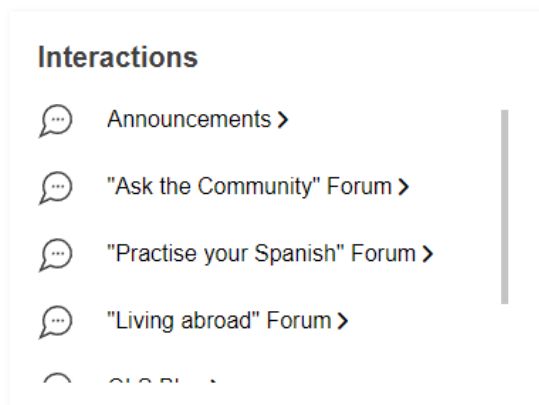 Interactions
Announcements
"Ask the Community" Forum
"Practise your Spanish" Forum
"Living abroad" Forum